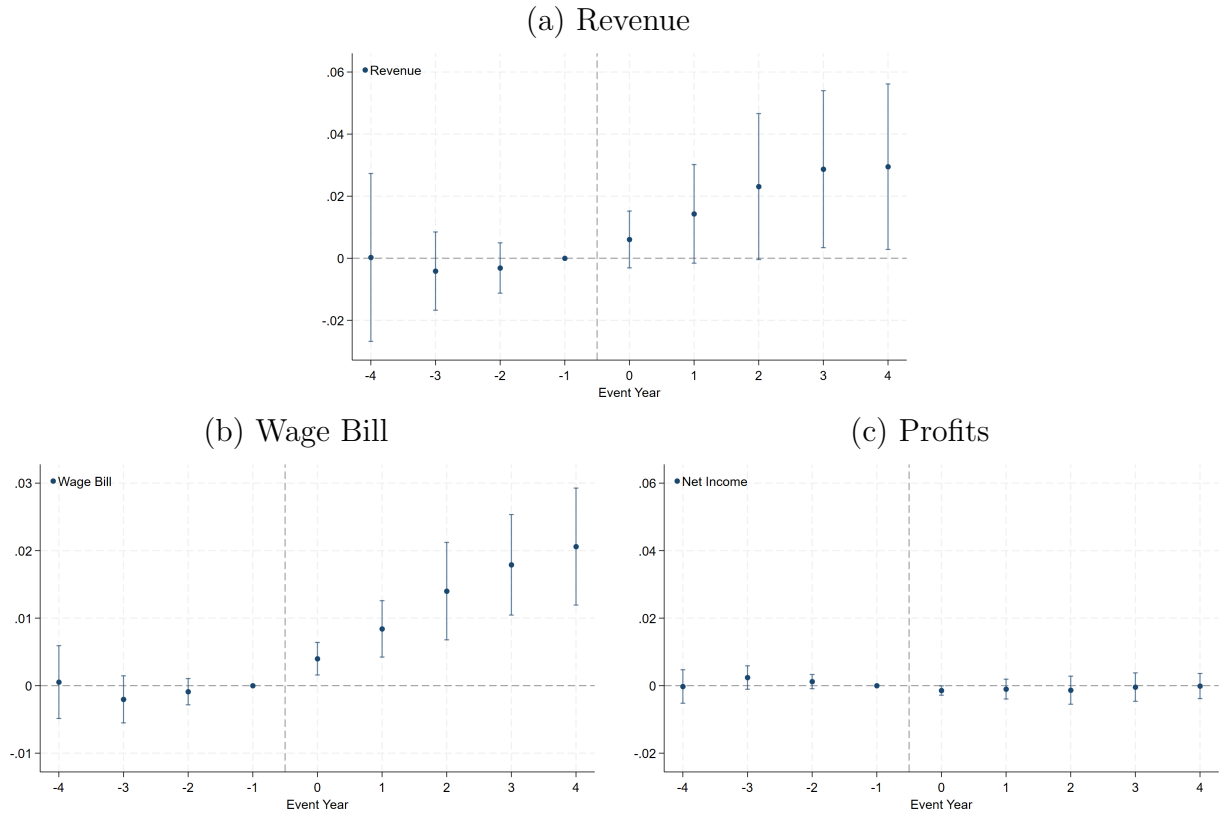 (a) Revenue
Revenue
.06
.04
.02
0
-.02
-4 -3 -2 -1 0 1 2 3 4
Event Year
(b) Wage Bill
Wage Bill
.03
.02
.01
0
-.01
-4 -3 -2 -1 0 1 2 3 4
Event Year
(c) Profits
Net Income
.06
.04
.02
0
-.02
-4 -3 -2 -1 0 1 2 3 4
Event Year